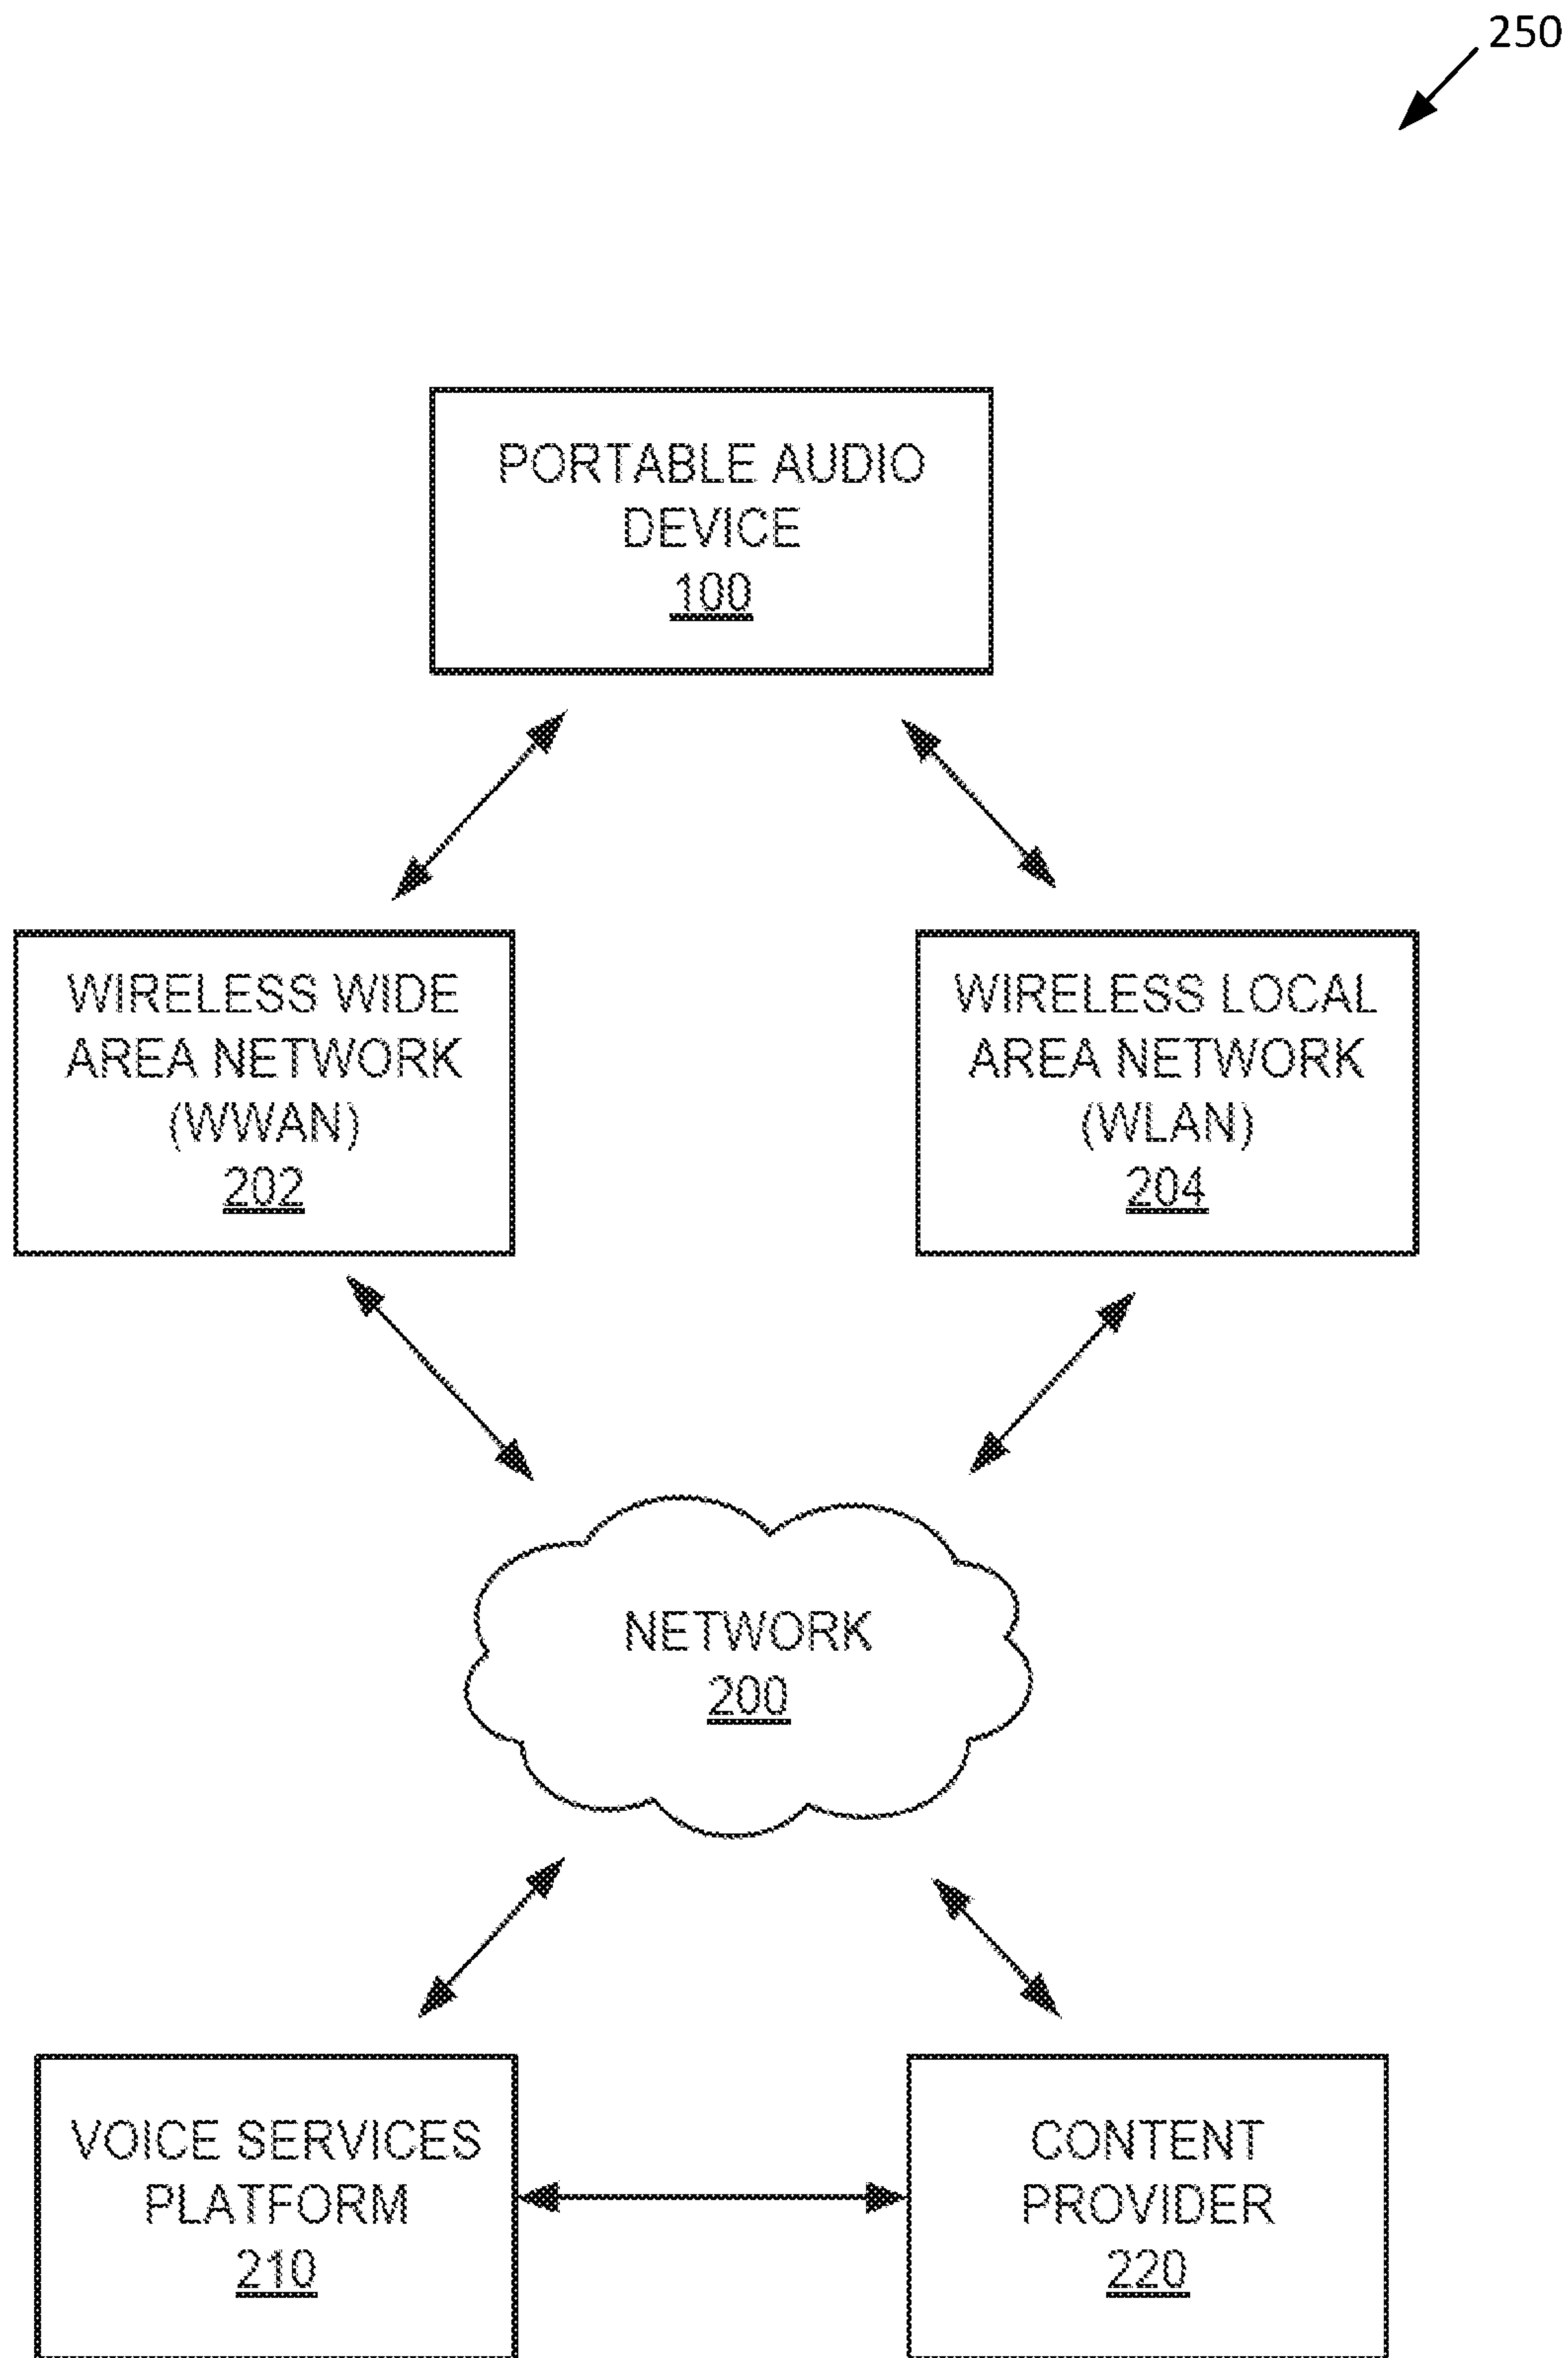 250
PORTABLE AUDIO
DEVICE
100
WIRELESS WIDE
AREA NETWORK
(WWAN)
202
WIRELESS LOCAL
AREA NETWORK
(WLAN)
204
NETWORK
200
VOICE SERVICES
PLATFORM
210
CONTENT
PROVIDER
220